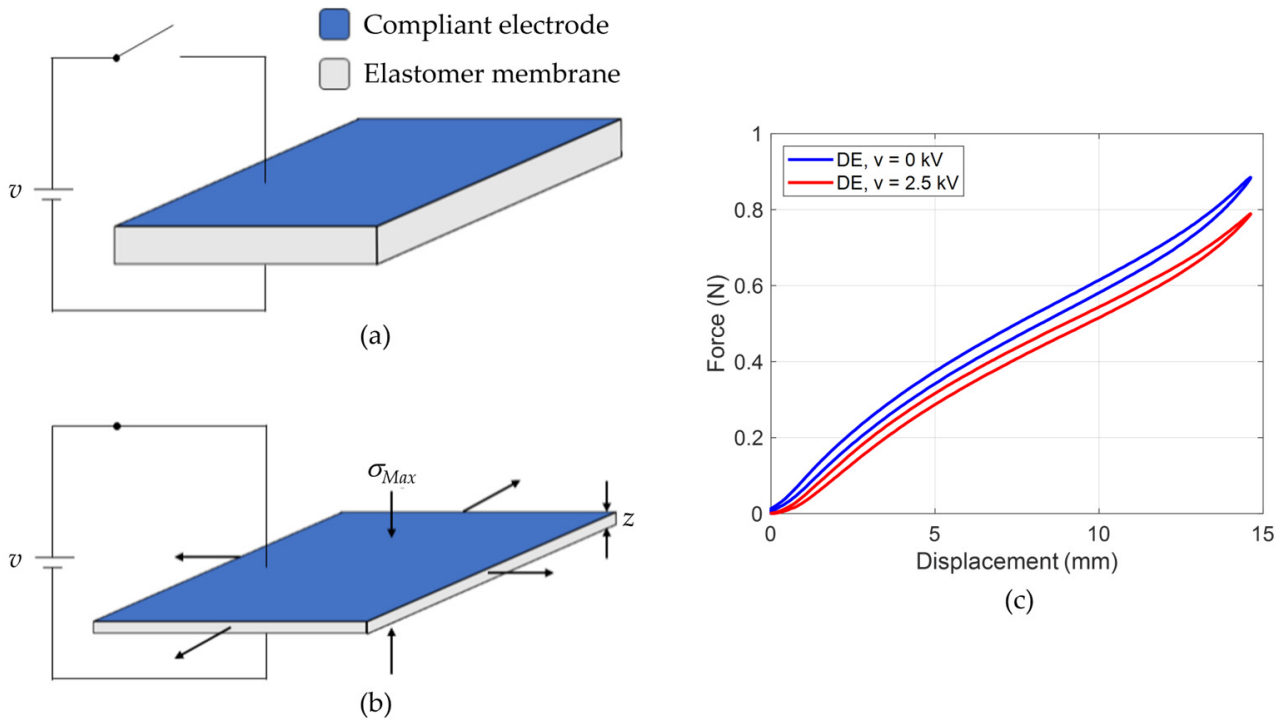 Compliant electrode
Elastomer membrane
v
(a)
σMax
z
v
(b)
1
0.8
0.6
0.4
0.2
0
0
5
10
15
Force (N)
Displacement (mm)
DE, v = 0 kV
DE, v = 2.5 kV
(c)